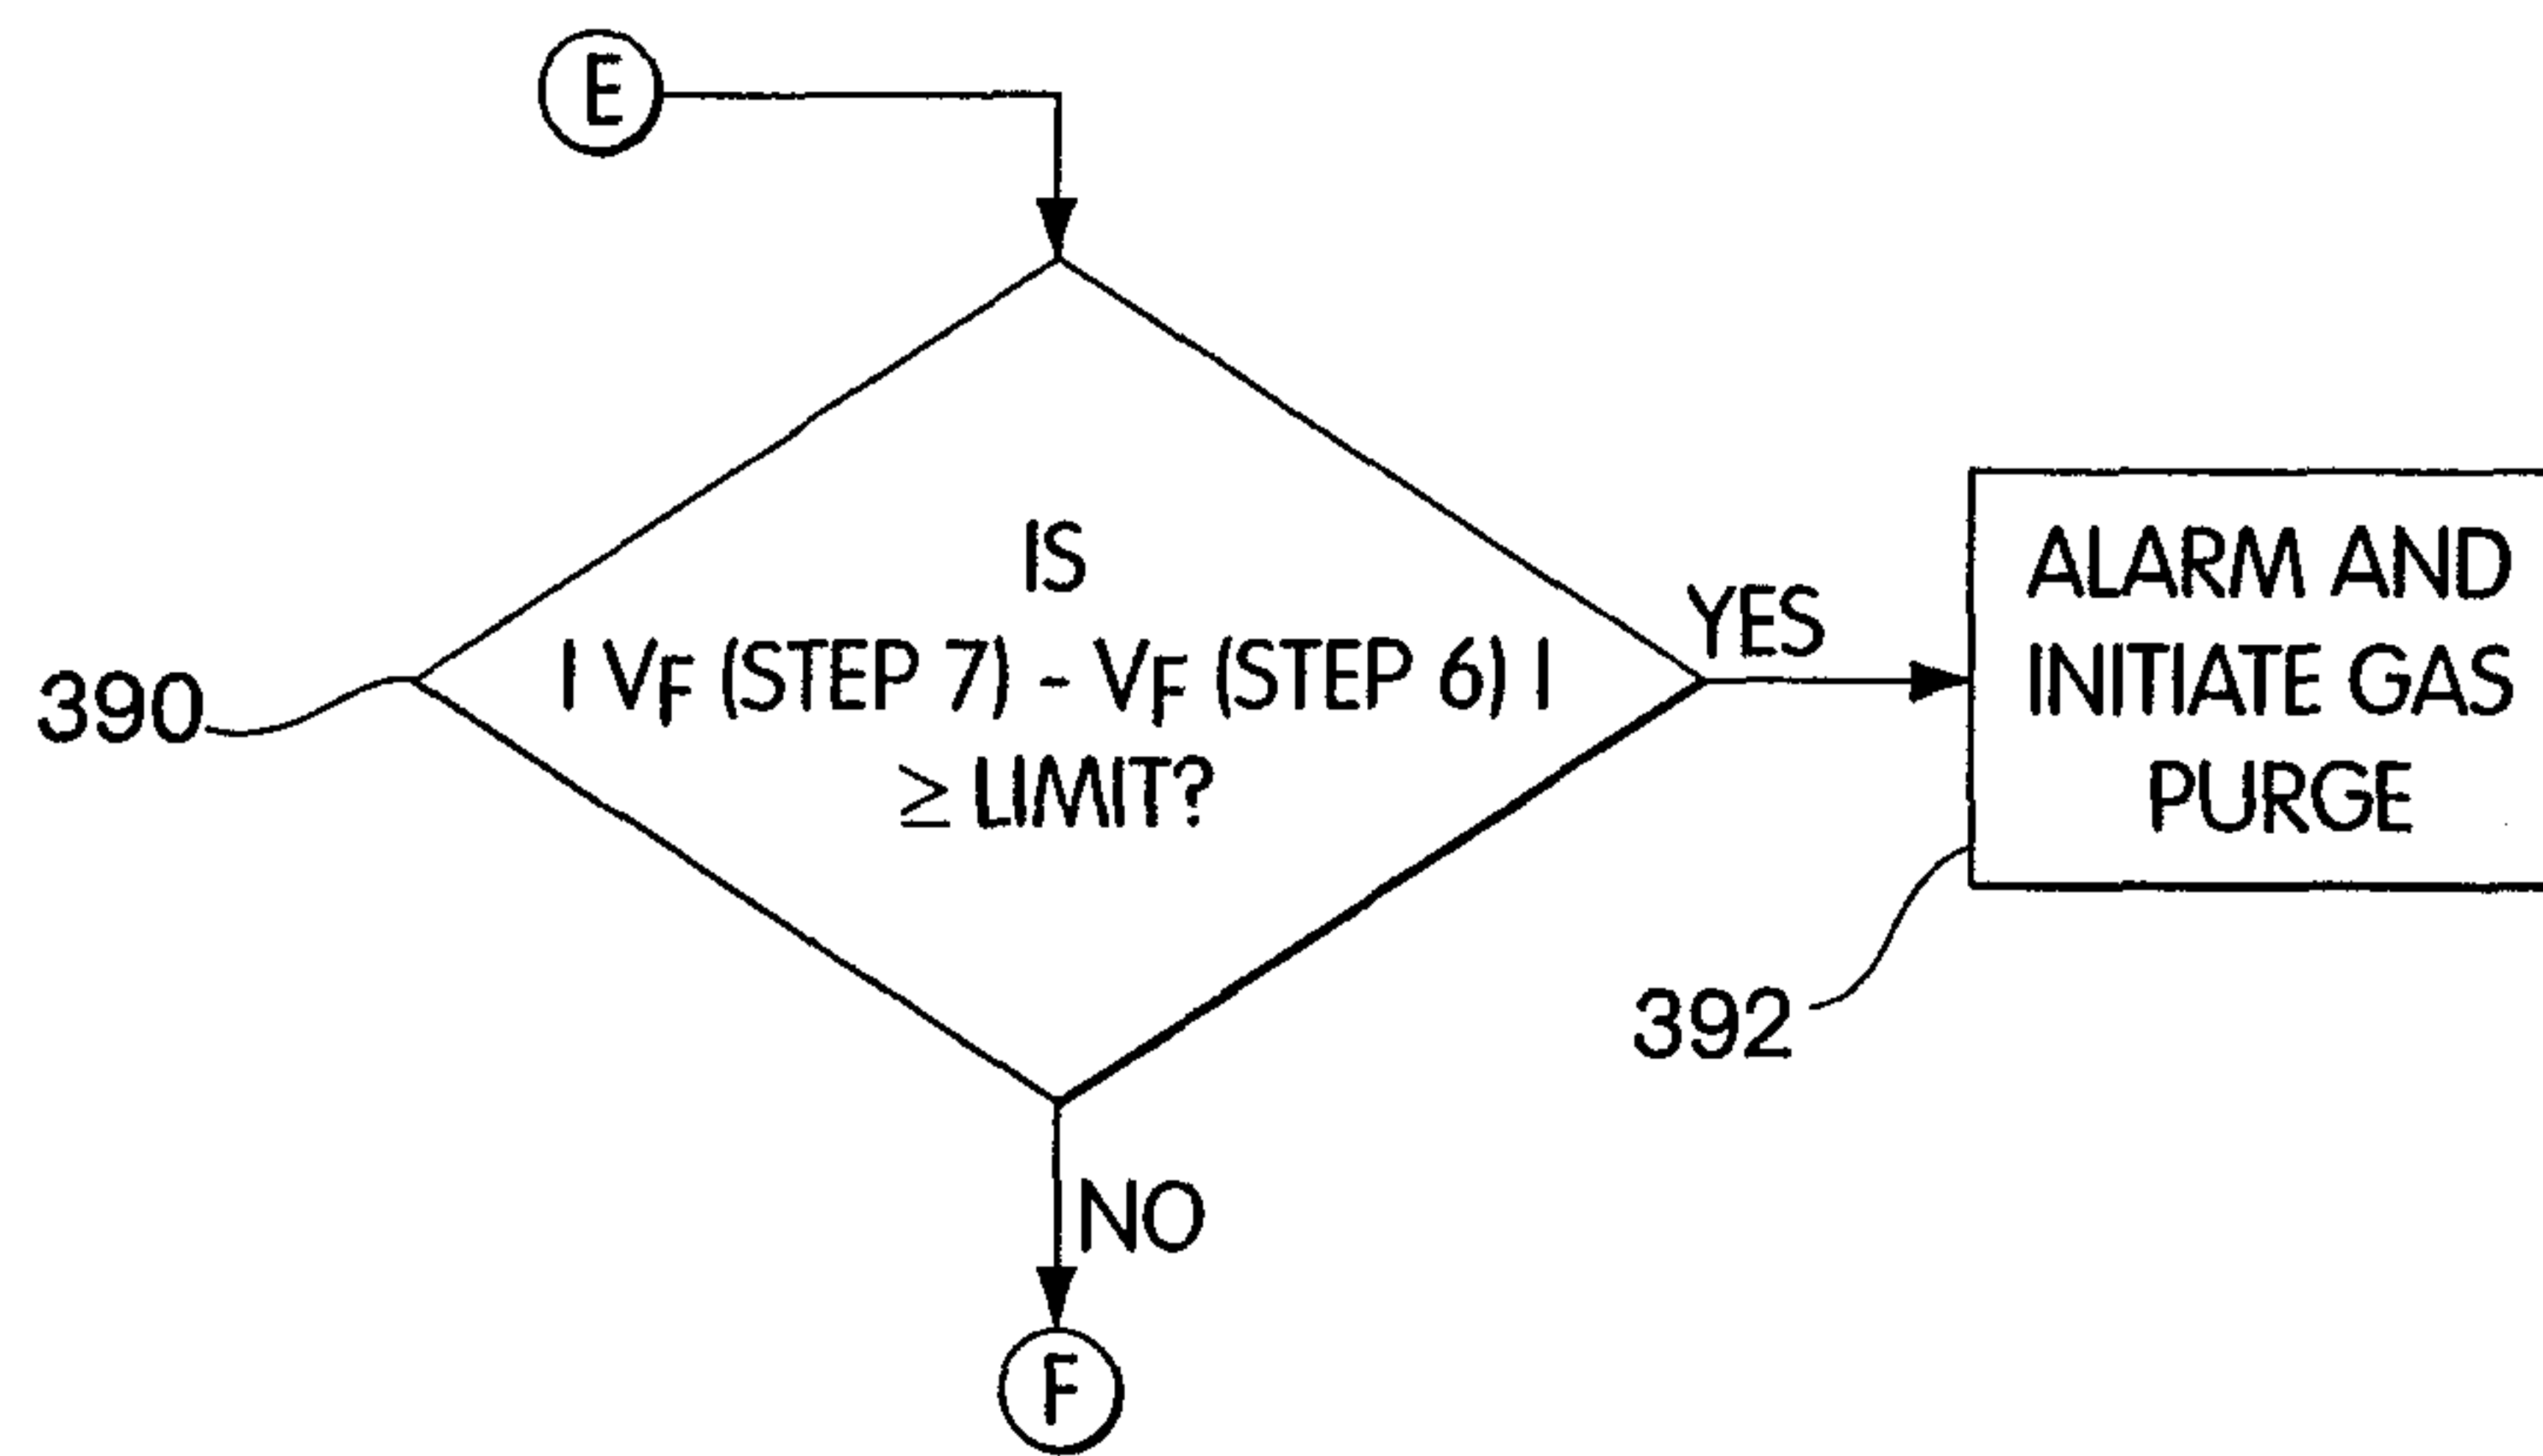 E
IS
| VF (STEP 7) - VF (STEP 6) |
≥ LIMIT?
390
YES
ALARM AND
INITIATE GAS
PURGE
392
NO
F